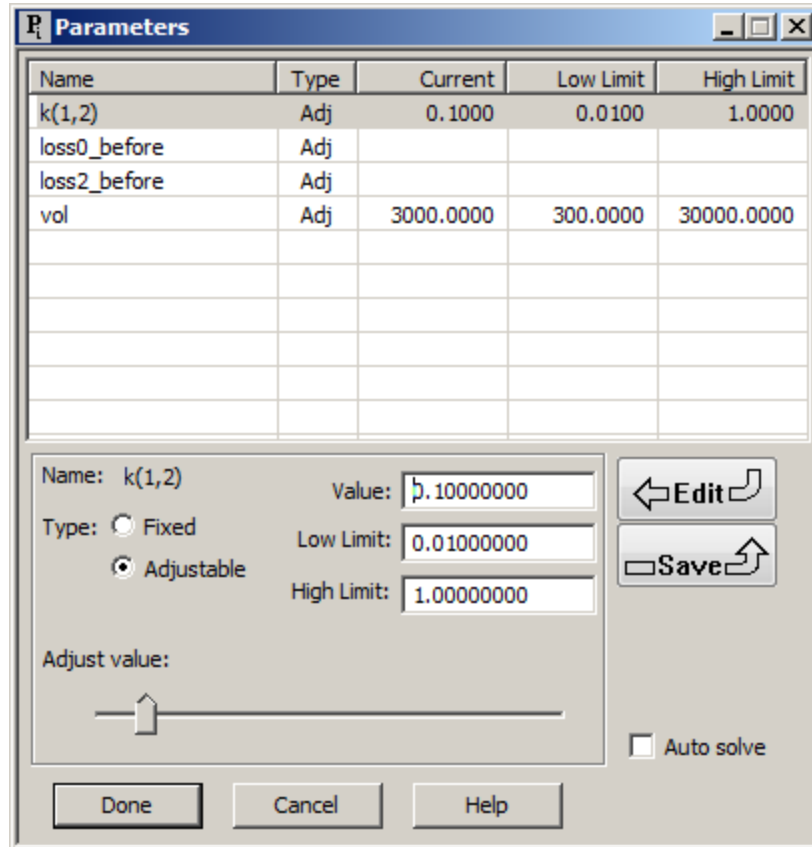 Parameters
Name Type Current Low Limit High Limit
k(1,2) Adj 0.1000 0.0100 1.0000
loss0_before Adj
loss2_before Adj
vol Adj 3000.0000 300.0000 30000.0000
Name: k(1,2)
Value: 0.10000000
Edit
Type: Fixed
Low Limit: 0.01000000
Adjustable
Save
High Limit: 1.00000000
Adjust value:
Auto solve
Done Cancel Help